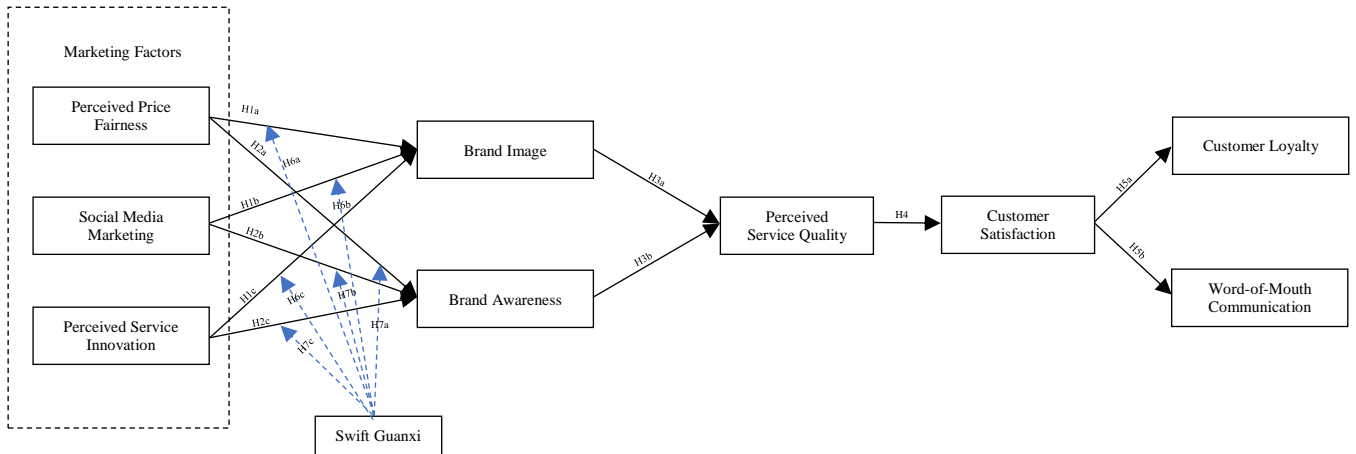 Marketing Factors
Perceived Price
Fairness
Social Media
Marketing
Perceived Service
Innovation
H1a
H2a
H6a
H1b
H6b
H2b
H1c
H6c
H7b
H2c
H7a
H7c
Brand Image
Brand Awareness
Swift Guanxi
H3a
H3b
Perceived
Service Quality
H4
Customer
Satisfaction
H5a
H5b
Customer Loyalty
Word-of-Mouth
Communication